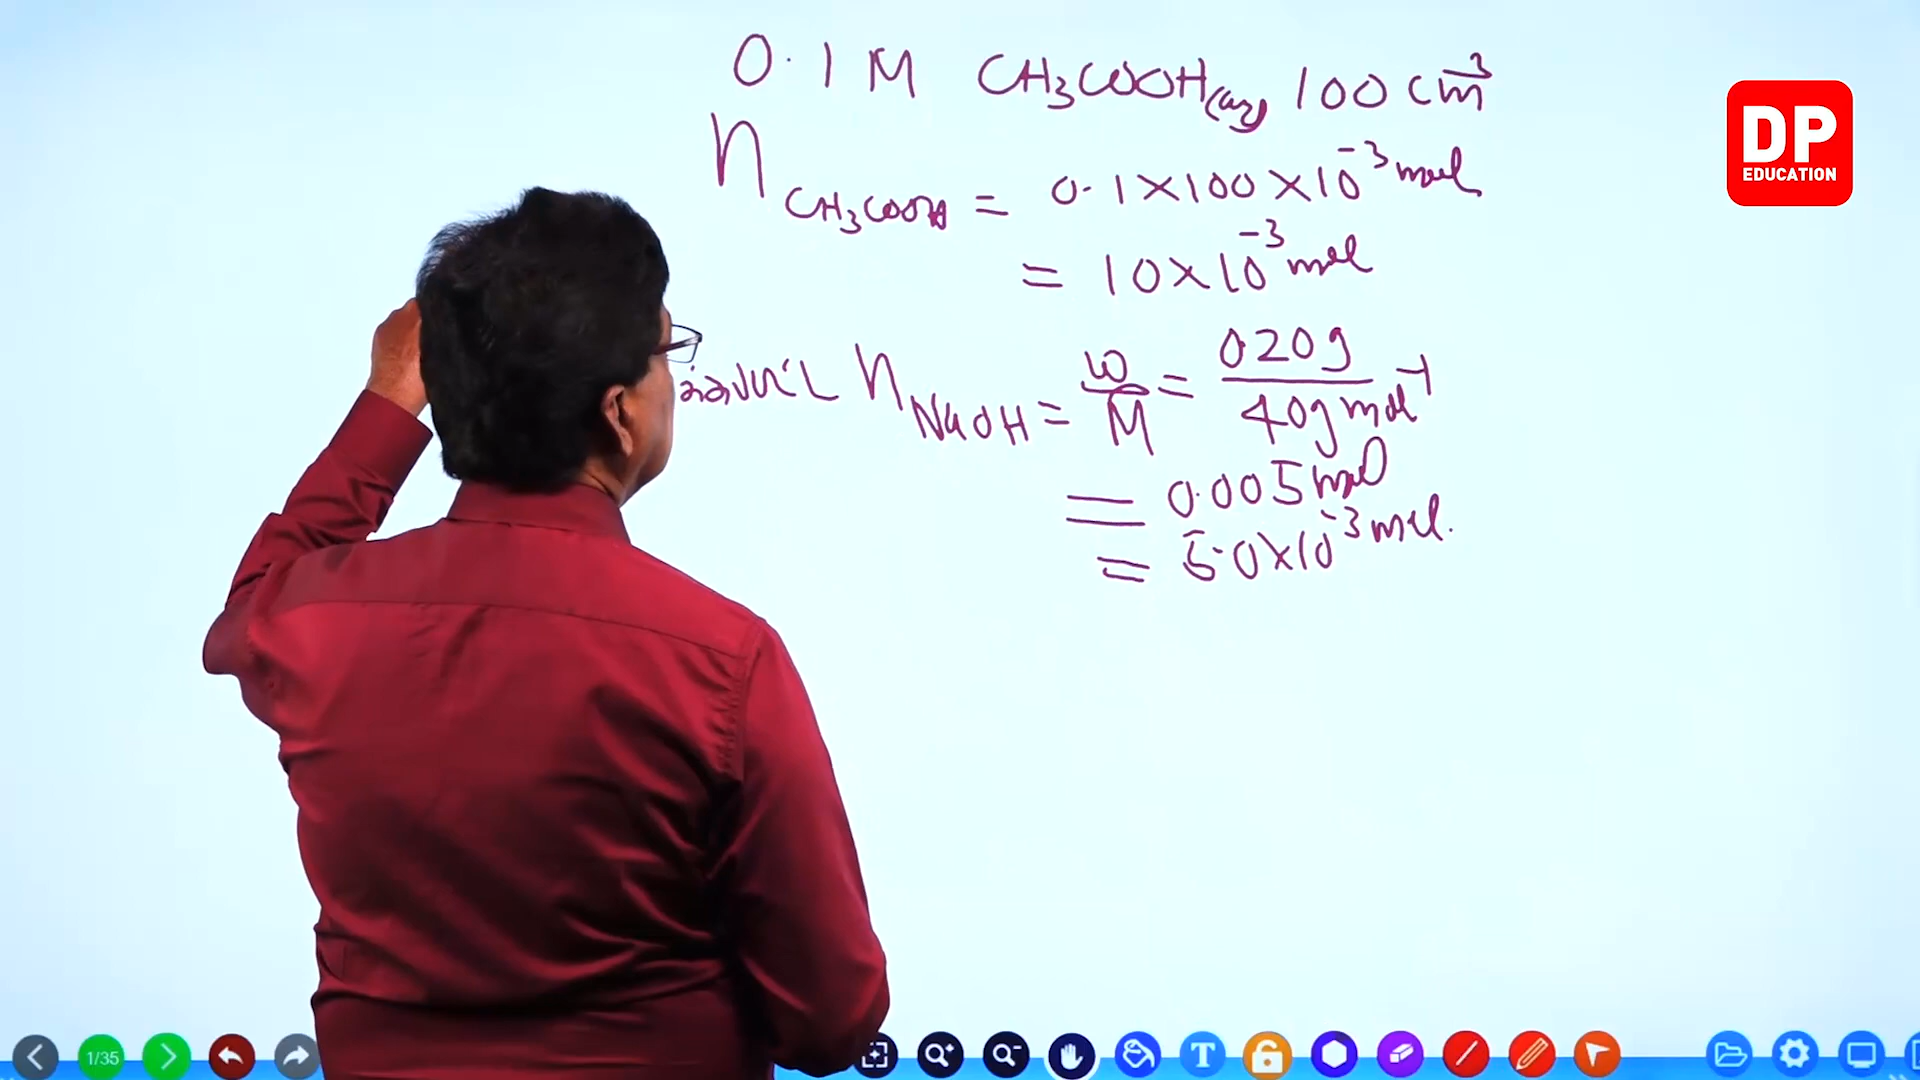 0.1 M CH₃COOH(aq) 100 cm³
n CH₃COOH = 0.1 × 100 × 10⁻³ mol
= 10 × 10⁻³ mol
n NaOH = w/M = 0.20g / 40g mol⁻¹
= 0.005 mol
= 5.0 × 10⁻³ mol.
DP
EDUCATION
1/35
T